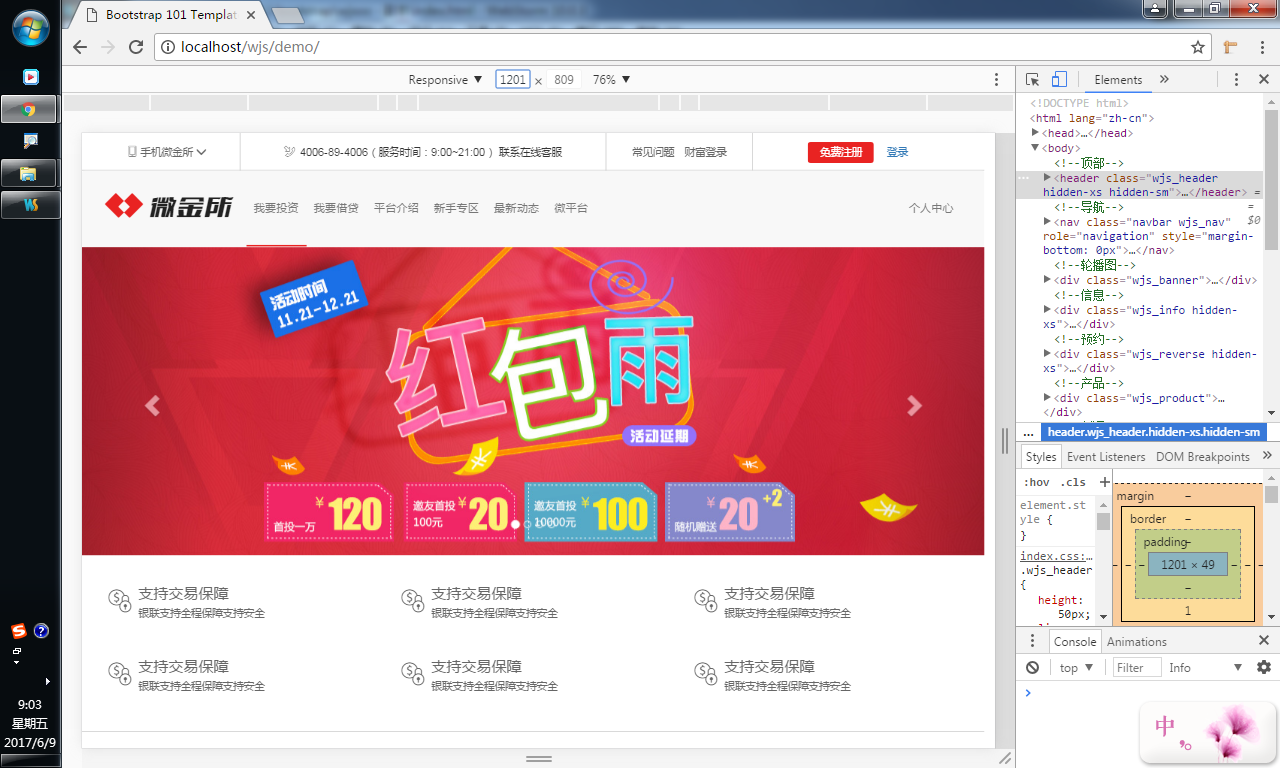 Bootstrap 101 Templat
localhost/wjs/demo/
Responsive 1201 × 809 76%
手机微金所
4006-89-4006 ( 服务时间：9:00~21:00 ) 联系在线客服
常见问题 财富登录
免费注册 登录
微金所
我要投资 我要借贷 平台介绍 新手专区 最新动态 微平台 个人中心
活动时间
11.21-12.21
红包雨
活动延期
首投一万 ￥120
邀友首投 100元 ￥20
邀友首投 10000元 ￥100
随机赠送 ￥20 +2
支持交易保障 支持交易保障 支持交易保障
银联支持全程保障支持安全 银联支持全程保障支持安全 银联支持全程保障支持安全
支持交易保障 支持交易保障 支持交易保障
银联支持全程保障支持安全 银联支持全程保障支持安全 银联支持全程保障支持安全
Elements
<!DOCTYPE html>
<html lang="zh-cn">
<head>…</head>
<body>
<!--顶部-->
<header class="wjs_header
hidden-xs hidden-sm">…</header> ==
$0
<!--导航-->
<nav class="navbar wjs_nav"
role="navigation" style="margin-
bottom: 0px">…</nav>
<!--轮播图-->
<div class="wjs_banner">…</div>
<!--信息-->
<div class="wjs_info hidden-
xs">…</div>
<!--预约-->
<div class="wjs_reverse hidden-
xs">…</div>
<!--产品-->
<div class="wjs_product">…
</div>
... header.wjs_header.hidden-xs.hidden-sm
Styles Event Listeners DOM Breakpoints
:hov .cls +
element.st
yle {
}
index.css:…
.wjs_header
{
height:
50px;
margin –
border –
padding–
1201 × 49
–
1
Console Animations
top Filter Info
中
9:03
星期五
2017/6/9